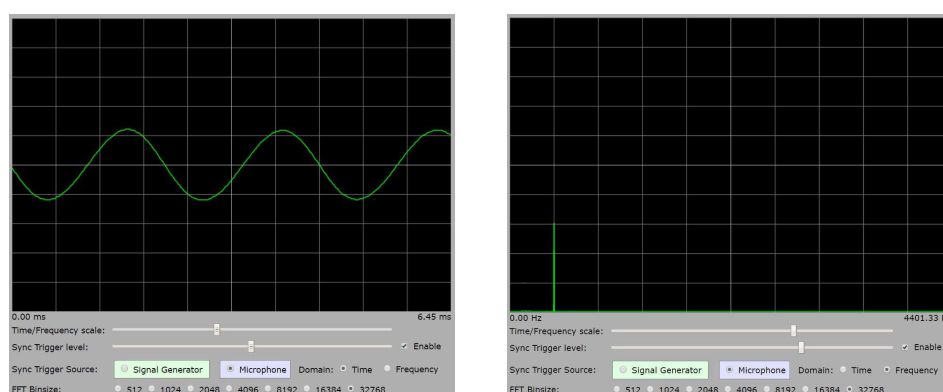 0.00 ms 6.45 ms
Time/Frequency scale:
Sync Trigger level: Enable
Sync Trigger Source: Signal Generator Microphone Domain: Time Frequency
FFT Binsize: 512 1024 2048 4096 8192 16384 32768
0.00 Hz 4401.33
Time/Frequency scale:
Sync Trigger level: Enable
Sync Trigger Source: Signal Generator Microphone Domain: Time Frequency
FFT Binsize: 512 1024 2048 4096 8192 16384 32768